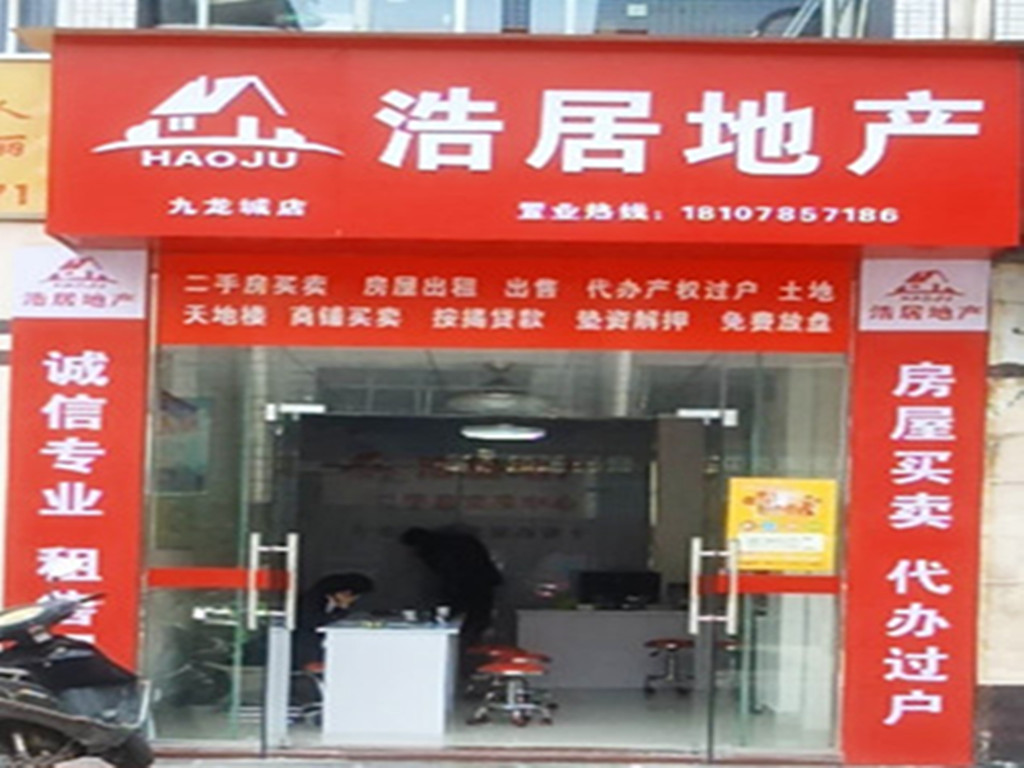 浩居地产
HAOJU
九龙城店
置业热线：18107857186
二手房买卖 房屋出租 出售 代办产权过户 土地
天地楼 商铺买卖 按揭贷款 垫资解押 免费放盘
浩居地产
诚信专业 租售
浩居地产
房屋买卖 代办过户
71